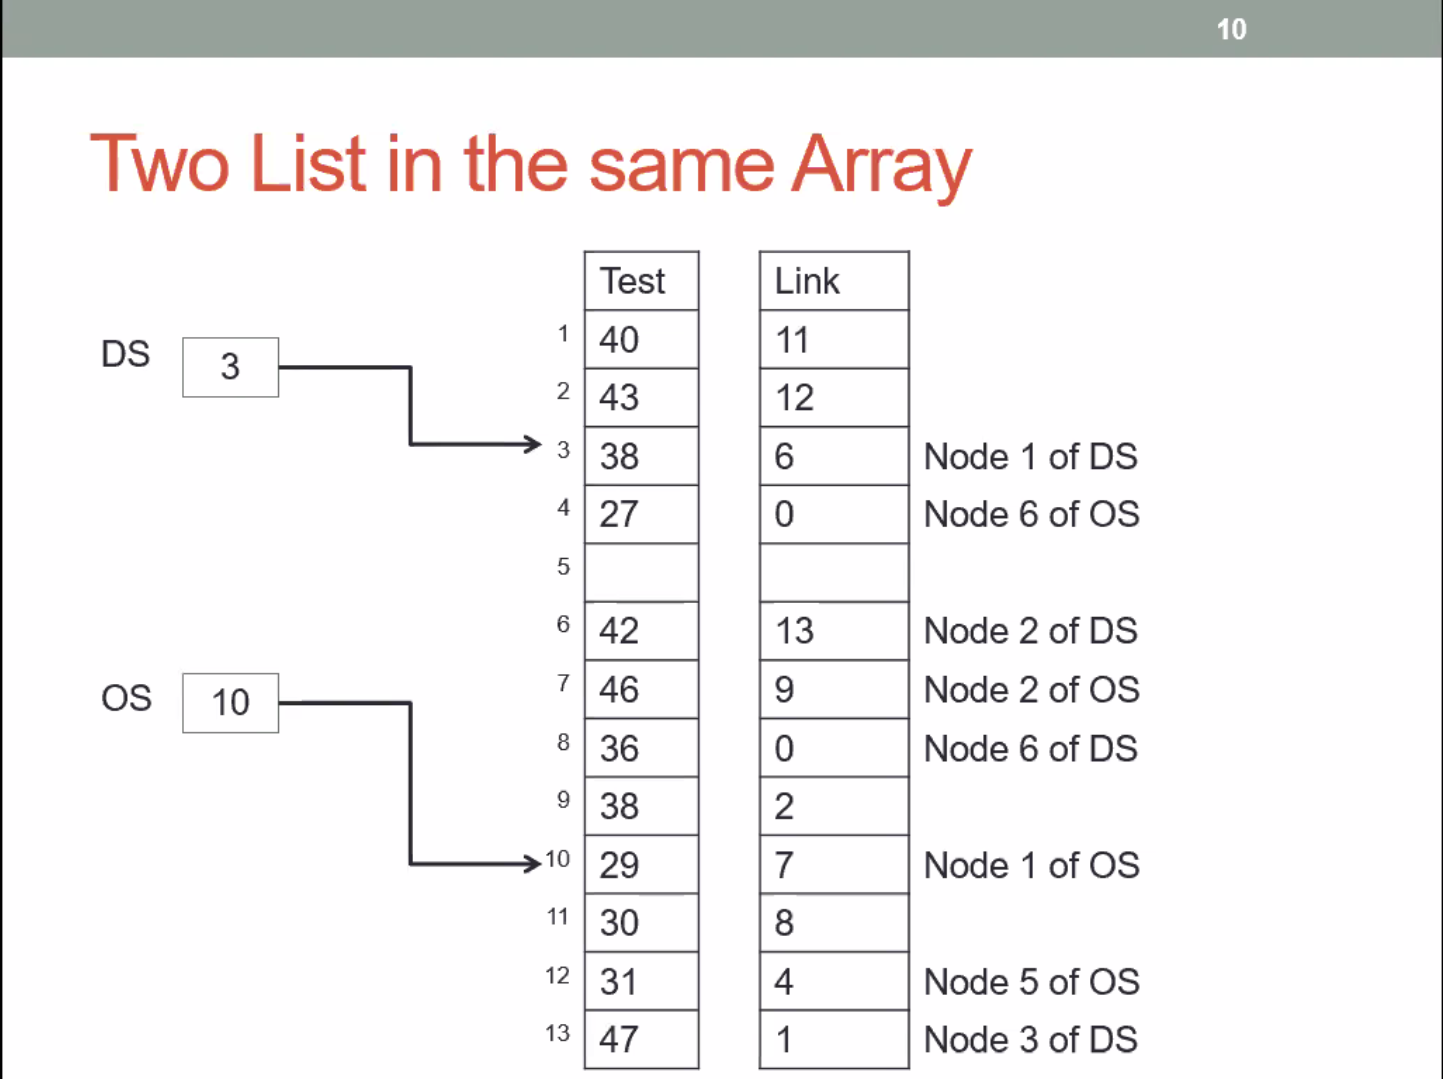 10
Two List in the same Array
Test Link
1 40 11
DS 3
2 43 12
3 38 6 Node 1 of DS
4 27 0 Node 6 of OS
5
6 42 13 Node 2 of DS
7 46 9 Node 2 of OS
OS 10
8 36 0 Node 6 of DS
9 38 2
10 29 7 Node 1 of OS
11 30 8
12 31 4 Node 5 of OS
13 47 1 Node 3 of DS